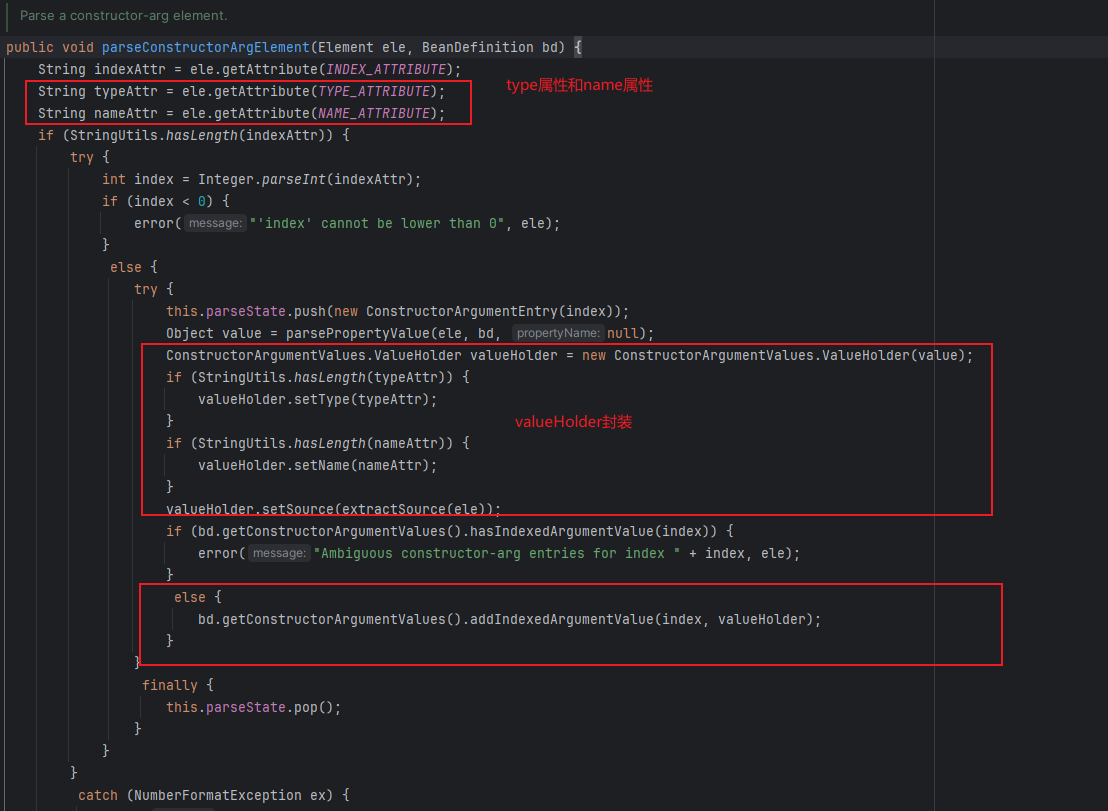 Parse a constructor-arg element.
public void parseConstructorArgElement(Element ele, BeanDefinition bd) {
String indexAttr = ele.getAttribute(INDEX_ATTRIBUTE);
String typeAttr = ele.getAttribute(TYPE_ATTRIBUTE);
type属性和name属性
String nameAttr = ele.getAttribute(NAME_ATTRIBUTE);
if (StringUtils.hasLength(indexAttr)) {
try {
int index = Integer.parseInt(indexAttr);
if (index < 0) {
error( message: "'index' cannot be lower than 0", ele);
}
else {
try {
this.parseState.push(new ConstructorArgumentEntry(index));
Object value = parsePropertyValue(ele, bd, propertyName: null);
ConstructorArgumentValues.ValueHolder valueHolder = new ConstructorArgumentValues.ValueHolder(value);
if (StringUtils.hasLength(typeAttr)) {
valueHolder.setType(typeAttr);
}
valueHolder封装
if (StringUtils.hasLength(nameAttr)) {
valueHolder.setName(nameAttr);
}
valueHolder.setSource(extractSource(ele));
if (bd.getConstructorArgumentValues().hasIndexedArgumentValue(index)) {
error( message: "Ambiguous constructor-arg entries for index " + index, ele);
}
else {
bd.getConstructorArgumentValues().addIndexedArgumentValue(index, valueHolder);
}
}
finally {
this.parseState.pop();
}
}
}
catch (NumberFormatException ex) {